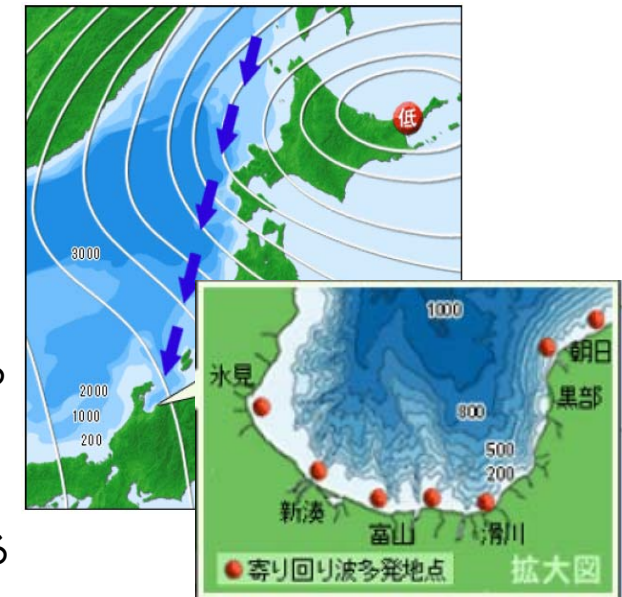 低
3000
2000
1000
200
1000
800
500
200
氷見
新湊
富山
滑川
黒部
朝日
寄り回り波多発地点
拡大図
る